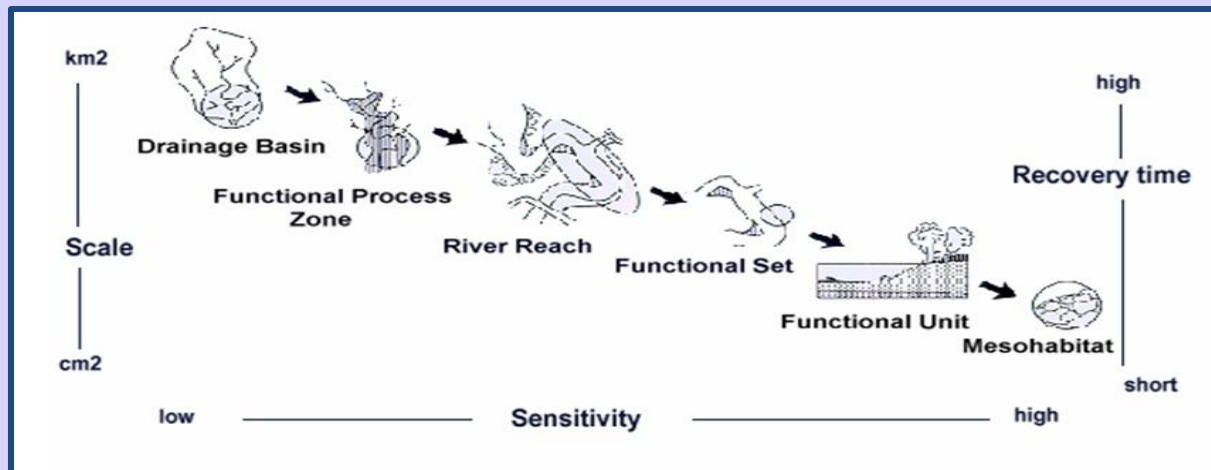 km2
high
Drainage Basin
Recovery time
Functional Process
Zone
River Reach
Scale
Functional Set
Functional Unit
Mesohabitat
cm2
short
low
Sensitivity
high